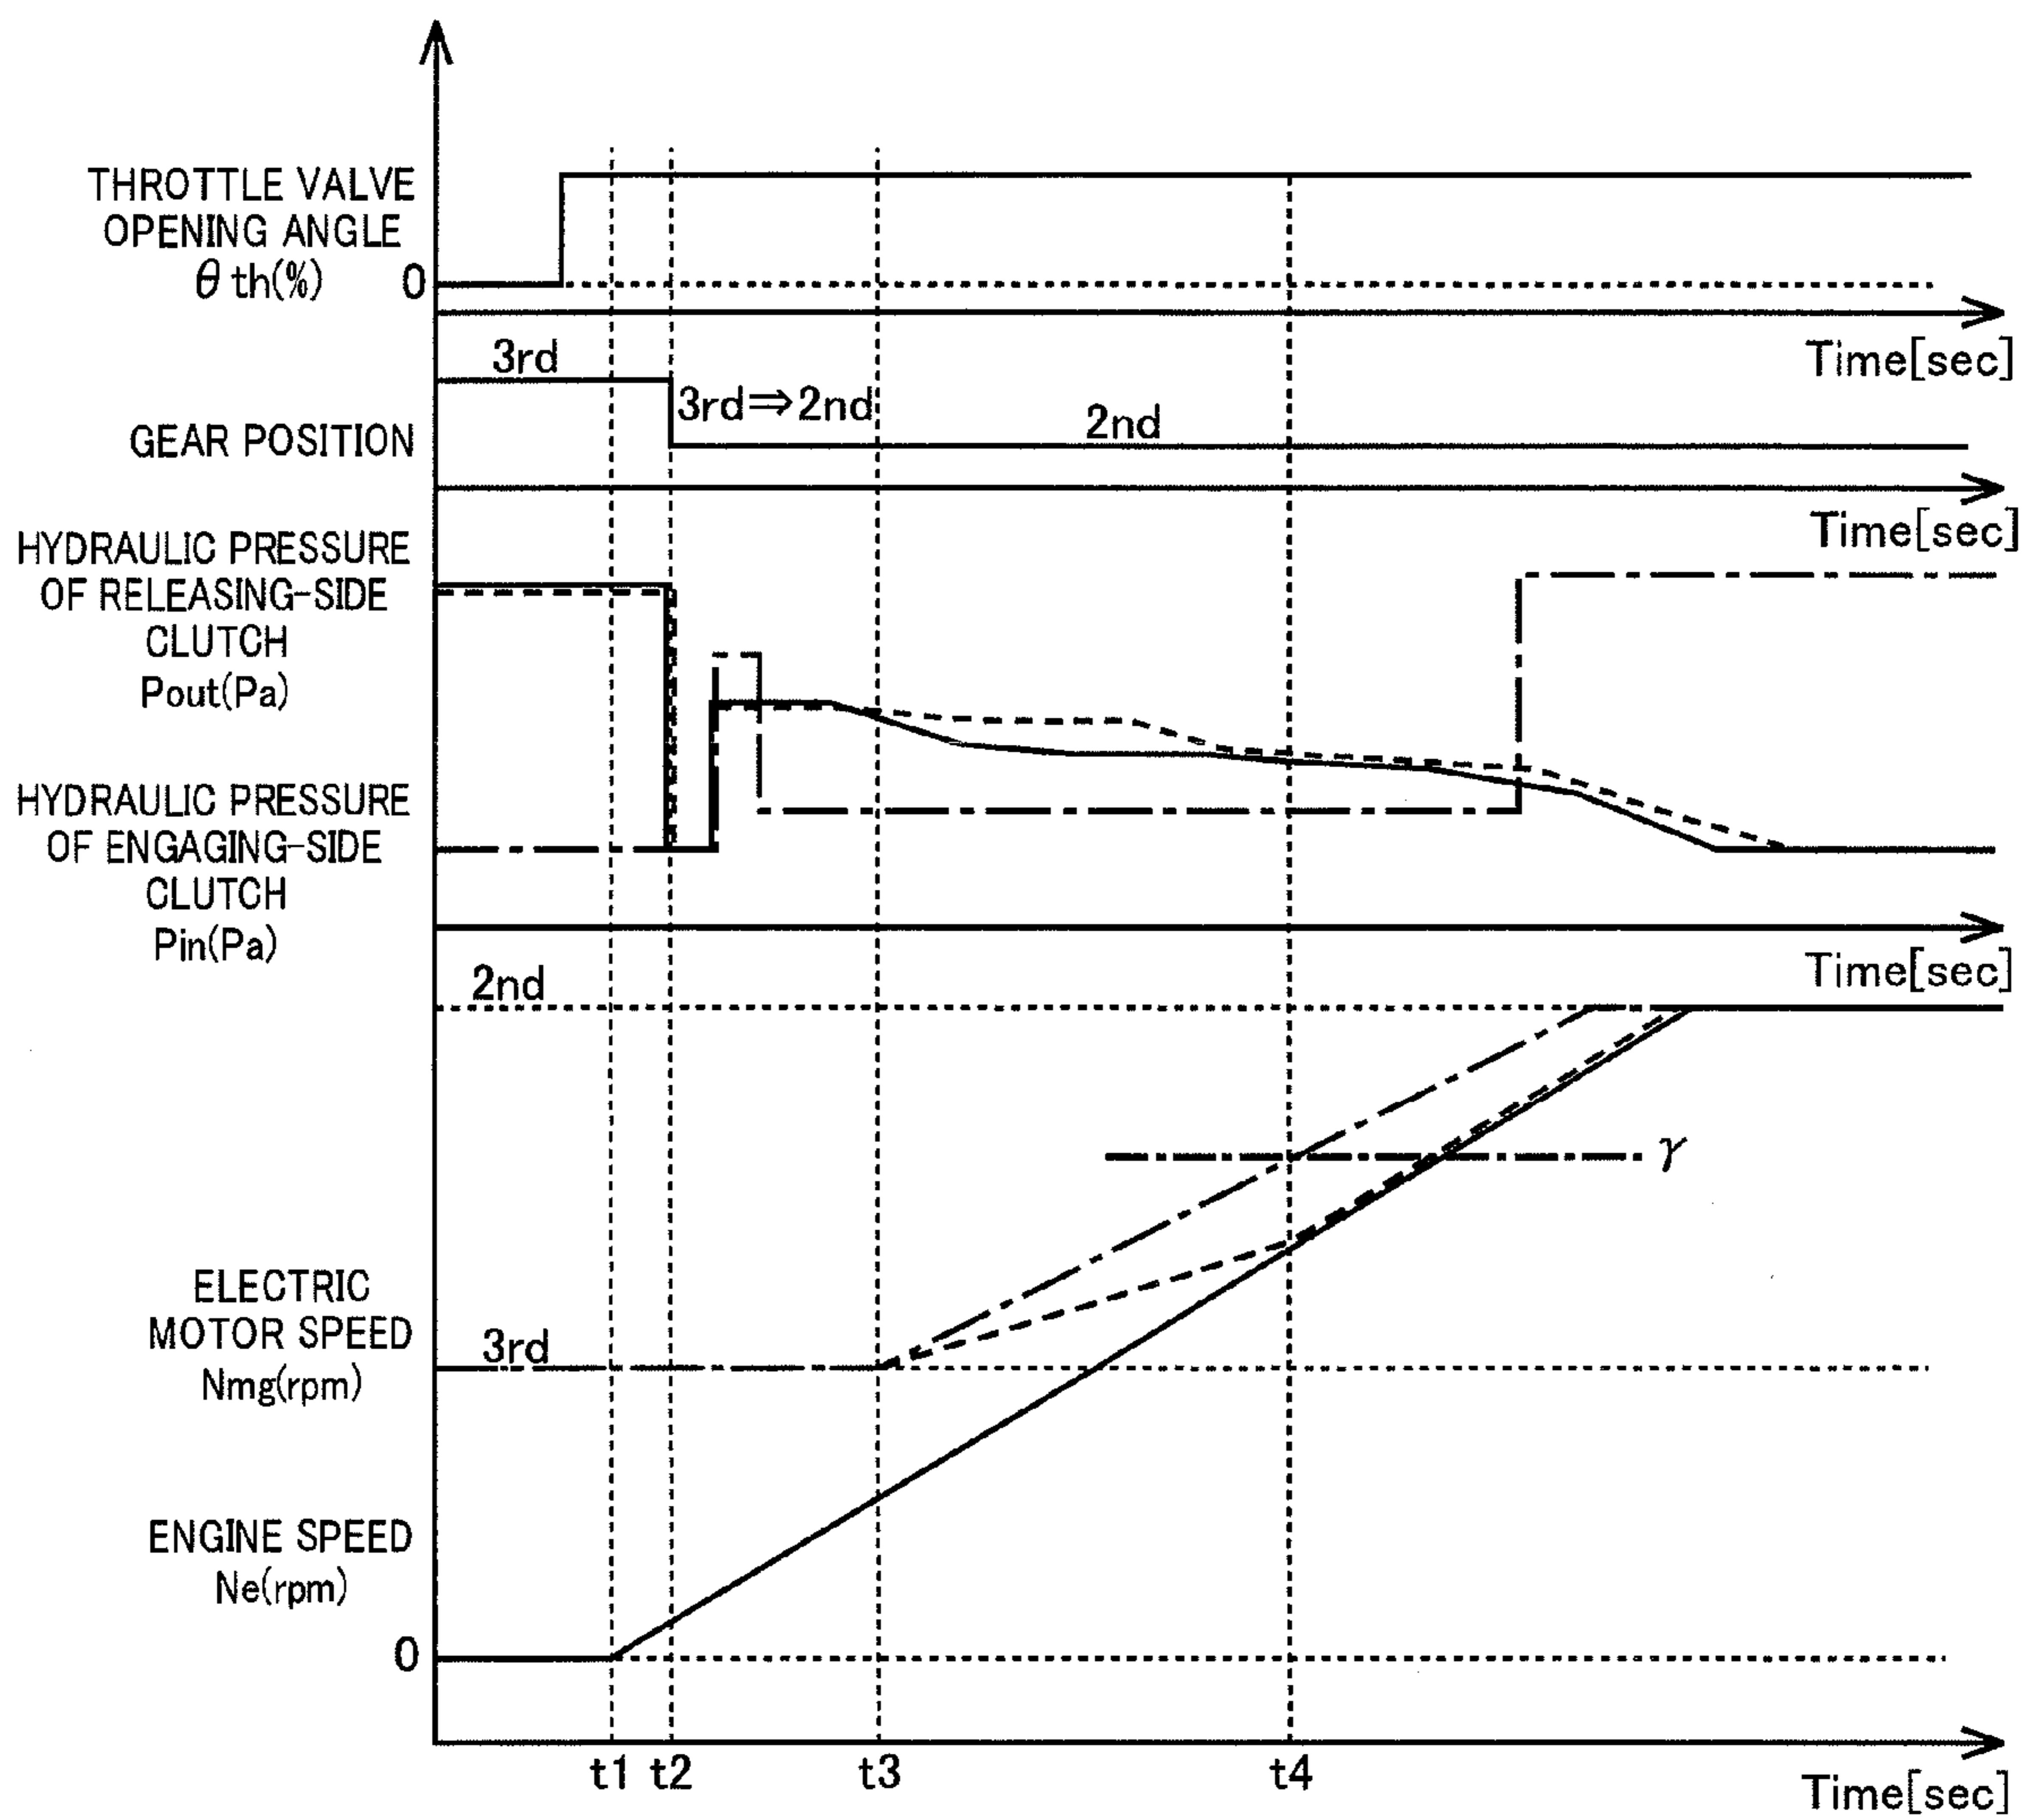 THROTTLE VALVE
OPENING ANGLE
θ th(%)
0
Time[sec]
3rd
3rd⇒2nd
2nd
GEAR POSITION
Time[sec]
HYDRAULIC PRESSURE
OF RELEASING-SIDE
CLUTCH
Pout(Pa)
HYDRAULIC PRESSURE
OF ENGAGING-SIDE
CLUTCH
Pin(Pa)
Time[sec]
2nd
γ
ELECTRIC
MOTOR SPEED
Nmg(rpm)
3rd
ENGINE SPEED
Ne(rpm)
0
t1 t2 t3 t4
Time[sec]